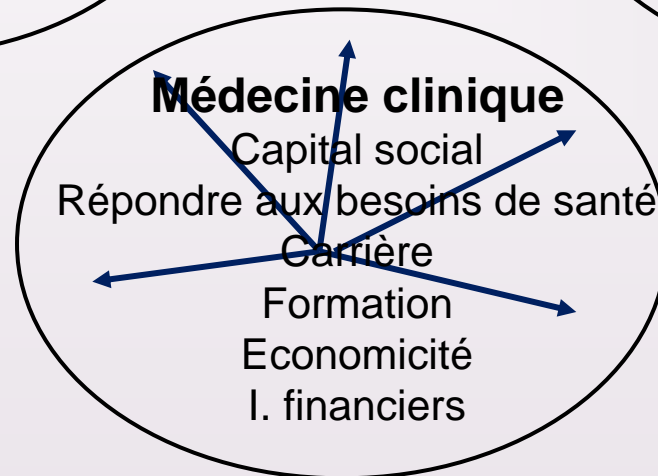 Médecine clinique
Capital social
Répondre aux besoins de santé
Carrière
Formation
Economicité
I. financiers